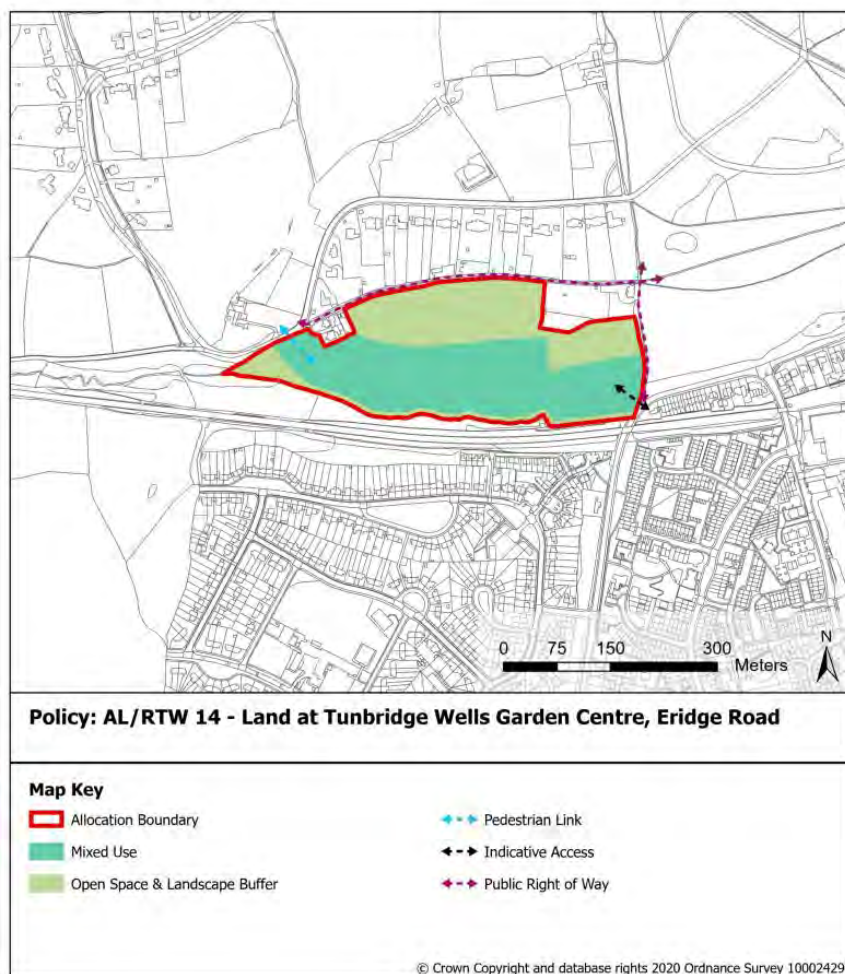 0 75 150 300
Meters
N
Policy: AL/RTW 14 - Land at Tunbridge Wells Garden Centre, Eridge Road
Map Key
Allocation Boundary
Mixed Use
Open Space & Landscape Buffer
Pedestrian Link
Indicative Access
Public Right of Way
© Crown Copyright and database rights 2020 Ordnance Survey 10002429